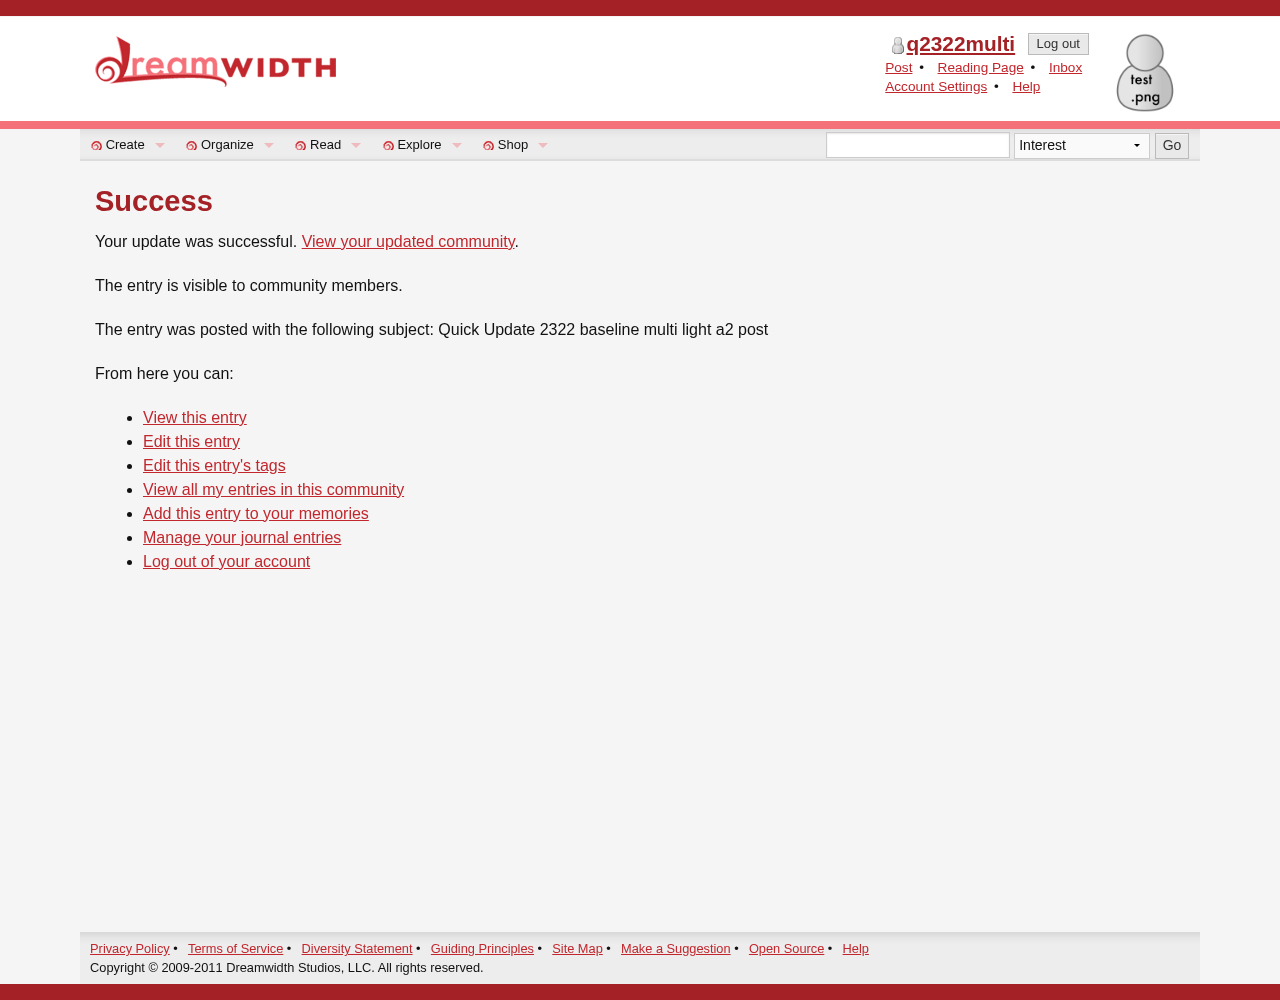 dreamWIDTH
q2322multi Log out
Post • Reading Page • Inbox
Account Settings • Help
test
.png
Create Organize Read Explore Shop Interest Go
Success
Your update was successful. View your updated community.
The entry is visible to community members.
The entry was posted with the following subject: Quick Update 2322 baseline multi light a2 post
From here you can:
• View this entry
• Edit this entry
• Edit this entry's tags
• View all my entries in this community
• Add this entry to your memories
• Manage your journal entries
• Log out of your account
Privacy Policy • Terms of Service • Diversity Statement • Guiding Principles • Site Map • Make a Suggestion • Open Source • Help
Copyright © 2009-2011 Dreamwidth Studios, LLC. All rights reserved.